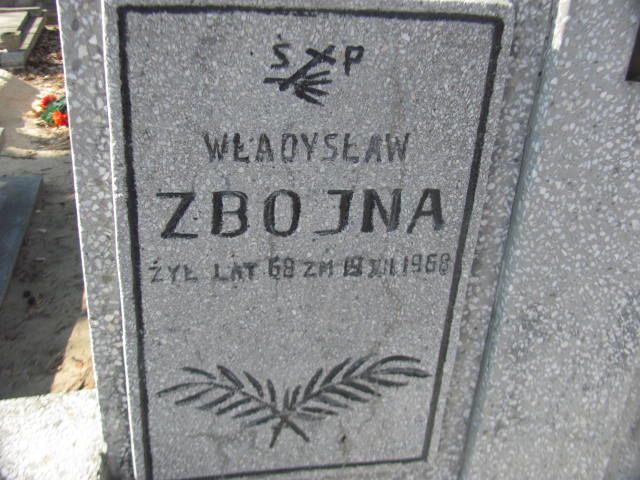 S P
WŁADYSŁAW
ZBOJNA
ŻYŁ LAT 68 ZM 19 XII 1968